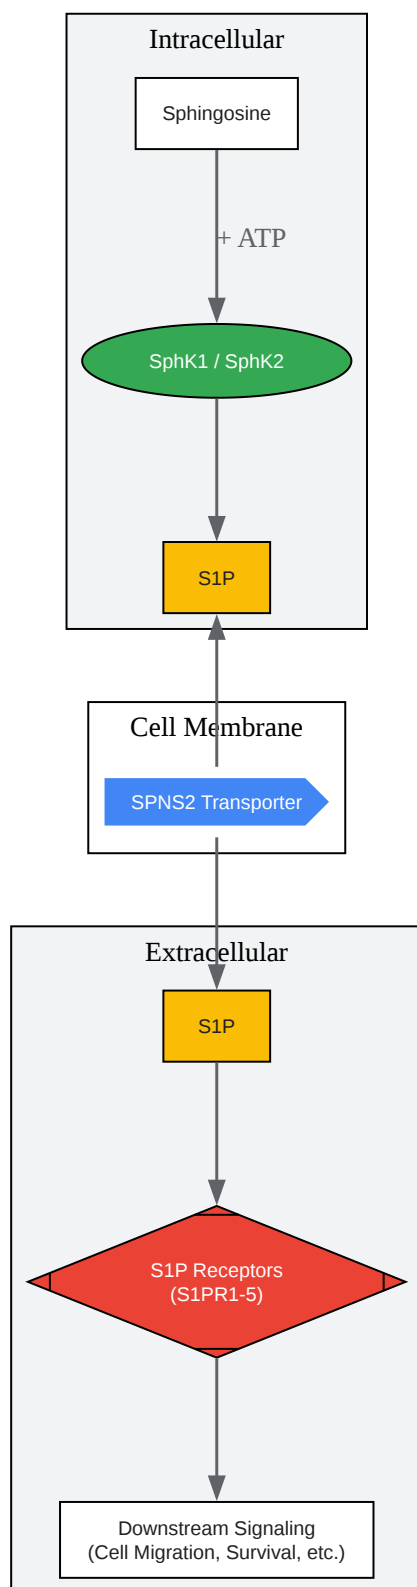 Intracellular
Sphingosine
+ ATP
SphK1 / SphK2
S1P
Cell Membrane
SPNS2 Transporter
Extracellular
S1P
S1P Receptors
(S1PR1-5)
Downstream Signaling
(Cell Migration, Survival, etc.)